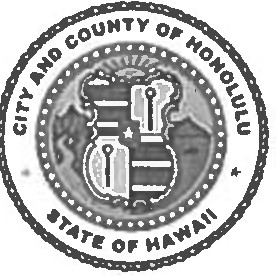 CITY AND COUNTY OF HONOLULU
STATE OF HAWAII